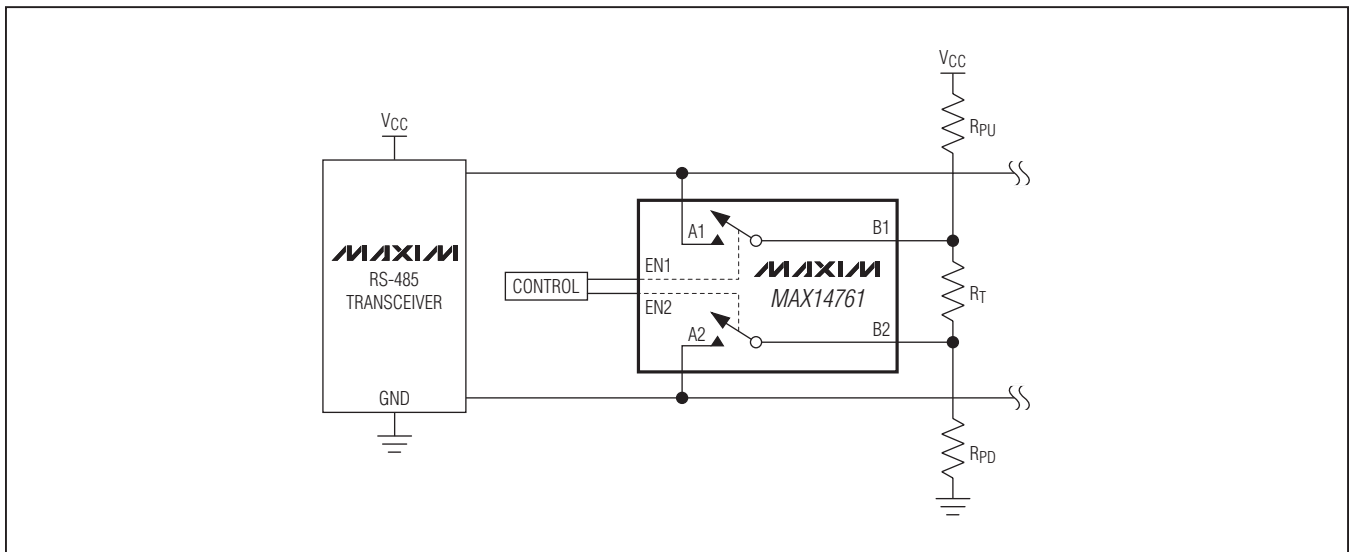 VCC
RPU
VCC
MAXIM
RS-485
TRANSCEIVER
GND
CONTROL
EN1
EN2
A1
A2
B1
B2
MAXIM
MAX14761
RT
RPD